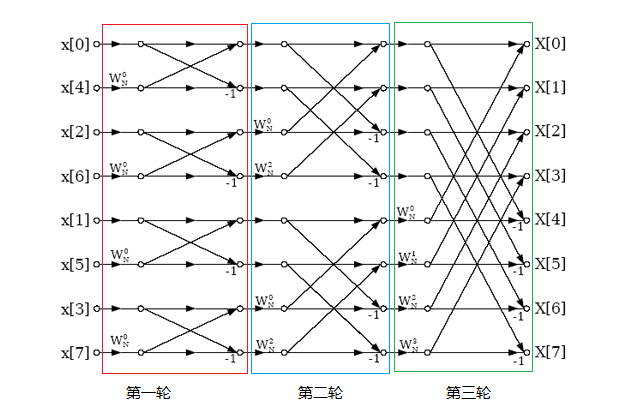 x[0] X[0]
W_N^0
x[4] -1 X[1]
W_N^0
x[2] -1 X[2]
W_N^0 W_N^2
x[6] -1 -1 X[3]
W_N^0
x[1] -1 X[4]
W_N^0 W_N^1
x[5] -1 -1 X[5]
W_N^0 W_N^2
x[3] -1 -1 X[6]
W_N^0 W_N^2 W_N^3
x[7] -1 -1 -1 X[7]
第一轮 第二轮 第三轮